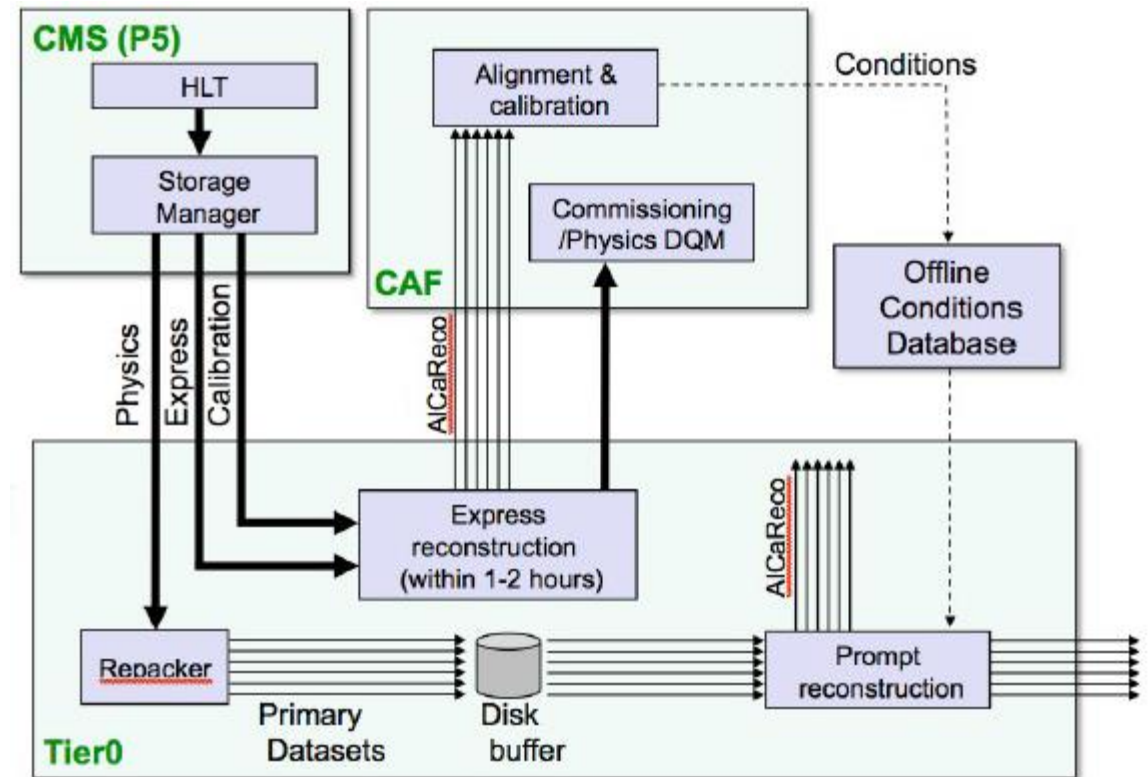 CMS (P5)
HLT
Storage
Manager
Physics
Express
Calibration
Alignment &
calibration
Commissioning
/Physics DQM
CAF
Conditions
Offline
Conditions
Database
AlCaReco
Express
reconstruction
(within 1-2 hours)
AlCaReco
Repacker
Primary
Datasets
Disk
buffer
Prompt
reconstruction
Tier0